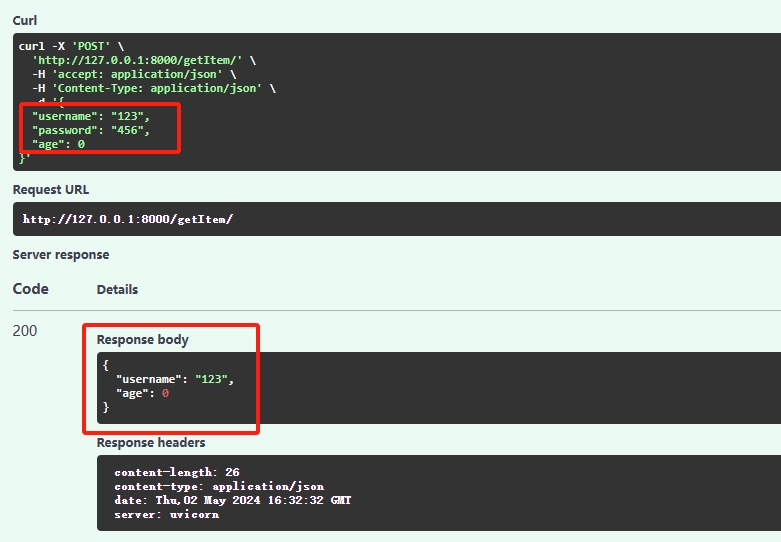 Curl
curl -X 'POST' \
'http://127.0.0.1:8000/getItem/' \
-H 'accept: application/json' \
-H 'Content-Type: application/json' \
-d '{
"username": "123",
"password": "456",
"age": 0
}'
Request URL
http://127.0.0.1:8000/getItem/
Server response
Code Details
200
Response body
{
"username": "123",
"age": 0
}
Response headers
content-length: 26
content-type: application/json
date: Thu,02 May 2024 16:32:32 GMT
server: uvicorn